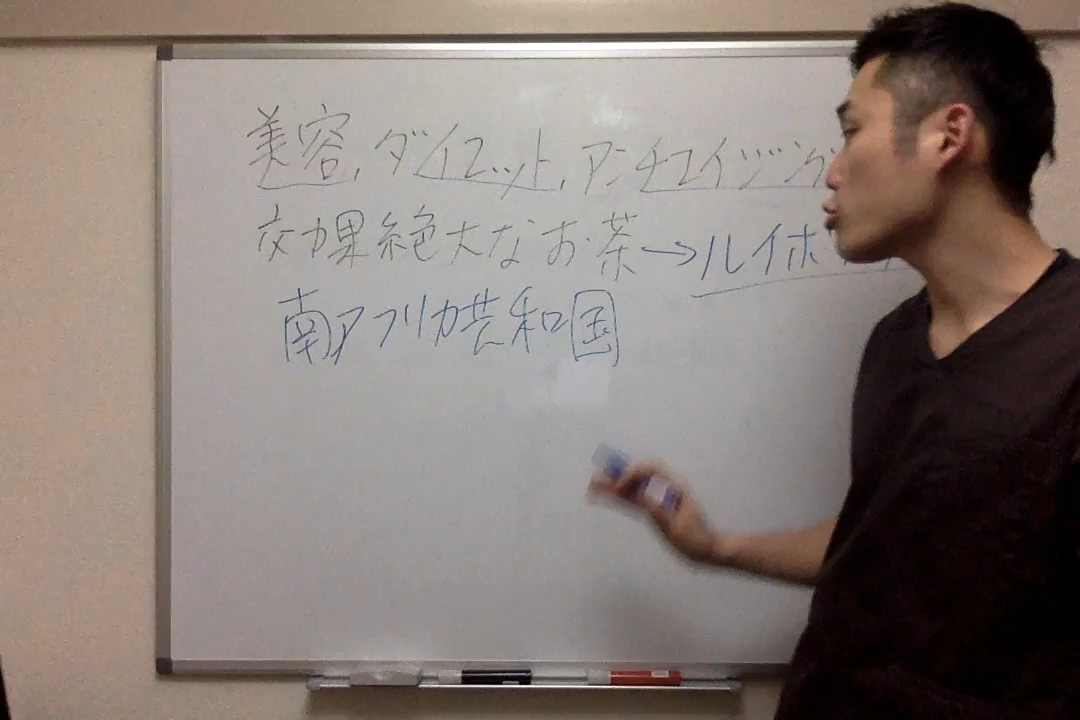 美容,ダイエット,アンチエイジング
効果絶大なお茶→ルイボ
南アフリカ共和国